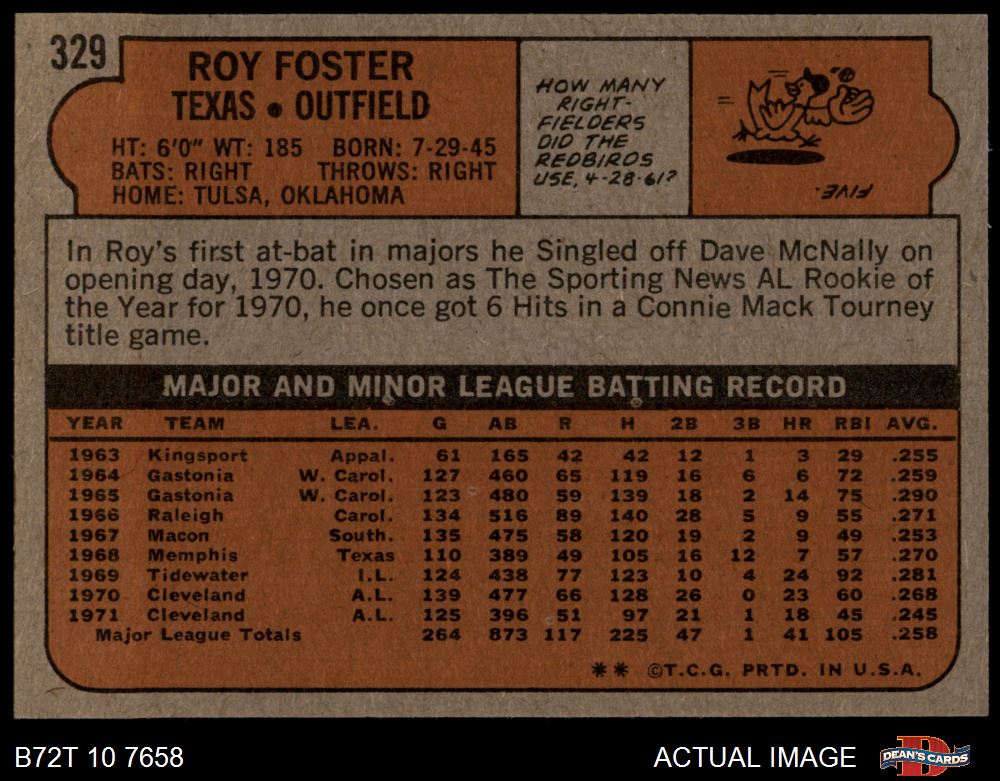 329
ROY FOSTER
TEXAS • OUTFIELD
HT: 6'0" WT: 185 BORN: 7-29-45
BATS: RIGHT THROWS: RIGHT
HOME: TULSA, OKLAHOMA
HOW MANY
RIGHT-
FIELDERS
DID THE
REDBIRDS
USE, 4-28-61?
FIVE.
In Roy's first at-bat in majors he Singled off Dave McNally on
opening day, 1970. Chosen as The Sporting News AL Rookie of
the Year for 1970, he once got 6 Hits in a Connie Mack Tourney
title game.
MAJOR AND MINOR LEAGUE BATTING RECORD
YEAR TEAM LEA. G AB R H 2B 3B HR RBI AVG.
1963 Kingsport Appal. 61 165 42 42 12 1 3 29 .255
1964 Gastonia W. Carol. 127 460 65 119 16 6 6 72 .259
1965 Gastonia W. Carol. 123 480 59 139 18 2 14 75 .290
1966 Raleigh Carol. 134 516 89 140 28 5 9 55 .271
1967 Macon South. 135 475 58 120 19 2 9 49 .253
1968 Memphis Texas 110 389 49 105 16 12 7 57 .270
1969 Tidewater I.L. 124 438 77 123 10 4 24 92 .281
1970 Cleveland A.L. 139 477 66 128 26 0 23 60 .268
1971 Cleveland A.L. 125 396 51 97 21 1 18 45 .245
Major League Totals 264 873 117 225 47 1 41 105 .258
** ©T.C.G. PRTD. IN U.S.A.
B72T 10 7658
ACTUAL IMAGE
DEAN'S CARDS